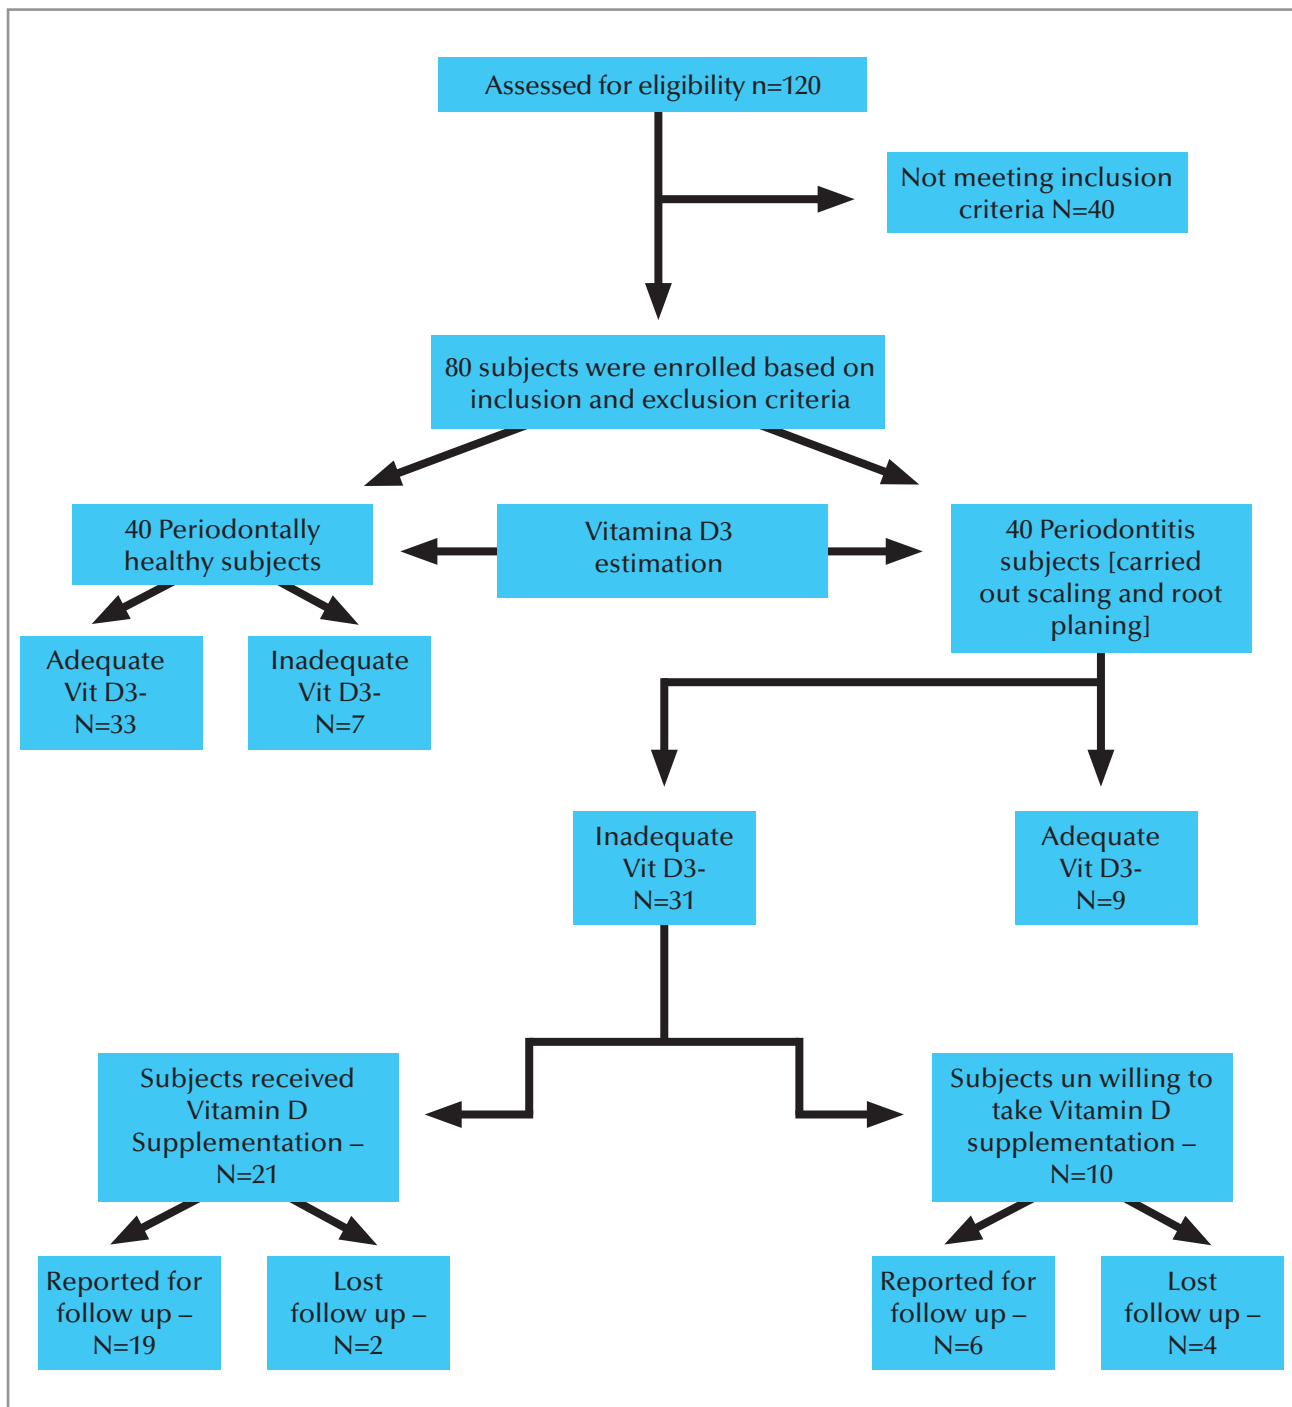 Assessed for eligibility n=120
Not meeting inclusion
criteria N=40
80 subjects were enrolled based on
inclusion and exclusion criteria
40 Periodontally
healthy subjects
Vitamina D3
estimation
40 Periodontitis
subjects [carried
out scaling and root
planing]
Adequate
Vit D3-
N=33
Inadequate
Vit D3-
N=7
Inadequate
Vit D3-
N=31
Adequate
Vit D3-
N=9
Subjects received
Vitamin D
Supplementation –
N=21
Subjects un willing to
take Vitamin D
supplementation –
N=10
Reported for
follow up –
N=19
Lost
follow up –
N=2
Reported for
follow up –
N=6
Lost
follow up –
N=4